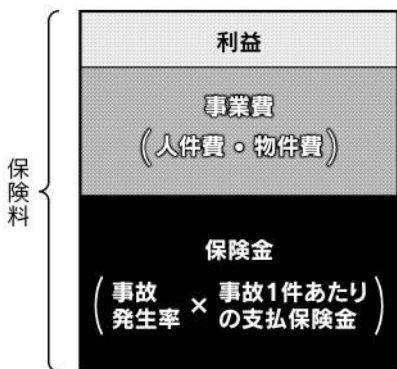 保険料
利益
事業費
(人件費・物件費)
保険金
(事故発生率 × 事故1件あたりの支払保険金)